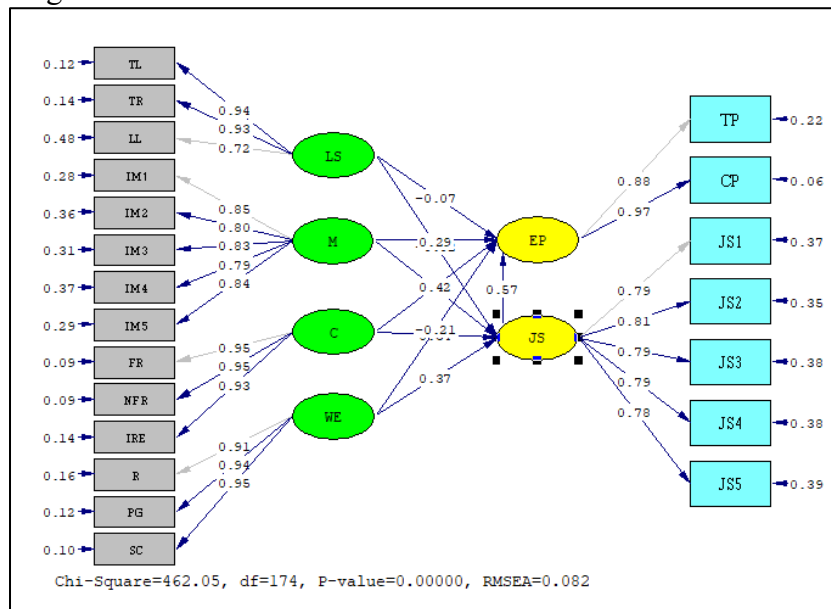 0.12 TL
0.14 TR
0.48 LL
0.28 IM1
0.36 IM2
0.31 IM3
0.37 IM4
0.29 IM5
0.09 FR
0.09 NFR
0.14 IRE
0.16 R
0.12 PG
0.10 SC
0.94
0.93
0.72
0.85
0.80
0.83
0.79
0.84
0.95
0.95
0.93
0.91
0.94
0.95
LS
M
C
WE
-0.07
0.29
0.42
-0.21
0.37
0.57
EP
JS
0.88
0.97
0.79
0.81
0.79
0.79
0.78
TP 0.22
CP 0.06
JS1 0.37
JS2 0.35
JS3 0.38
JS4 0.38
JS5 0.39
Chi-Square=462.05, df=174, P-value=0.00000, RMSEA=0.082